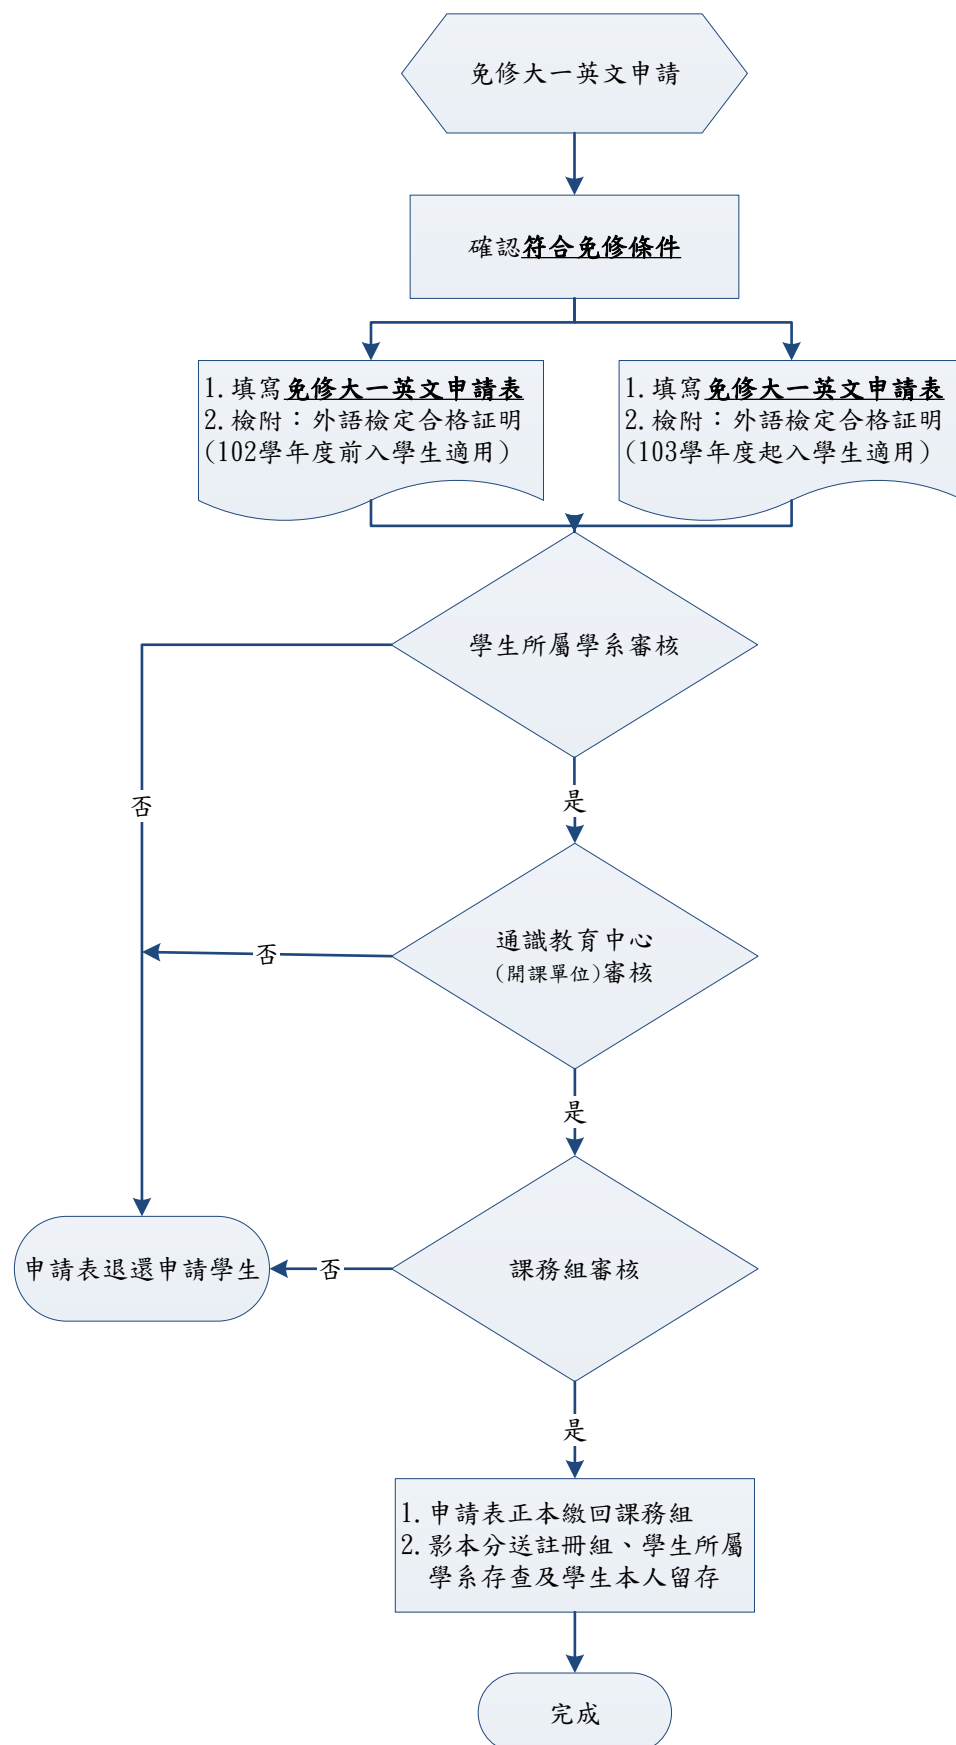 免修大一英文申請
確認符合免修條件
1.填寫免修大一英文申請表
2.檢附：外語檢定合格証明
(102學年度前入學生適用)
1.填寫免修大一英文申請表
2.檢附：外語檢定合格証明
(103學年度起入學生適用)
學生所屬學系審核
否
是
通識教育中心
(開課單位)審核
否
是
課務組審核
否
申請表退還申請學生
是
1.申請表正本繳回課務組
2.影本分送註冊組、學生所屬
學系存查及學生本人留存
完成